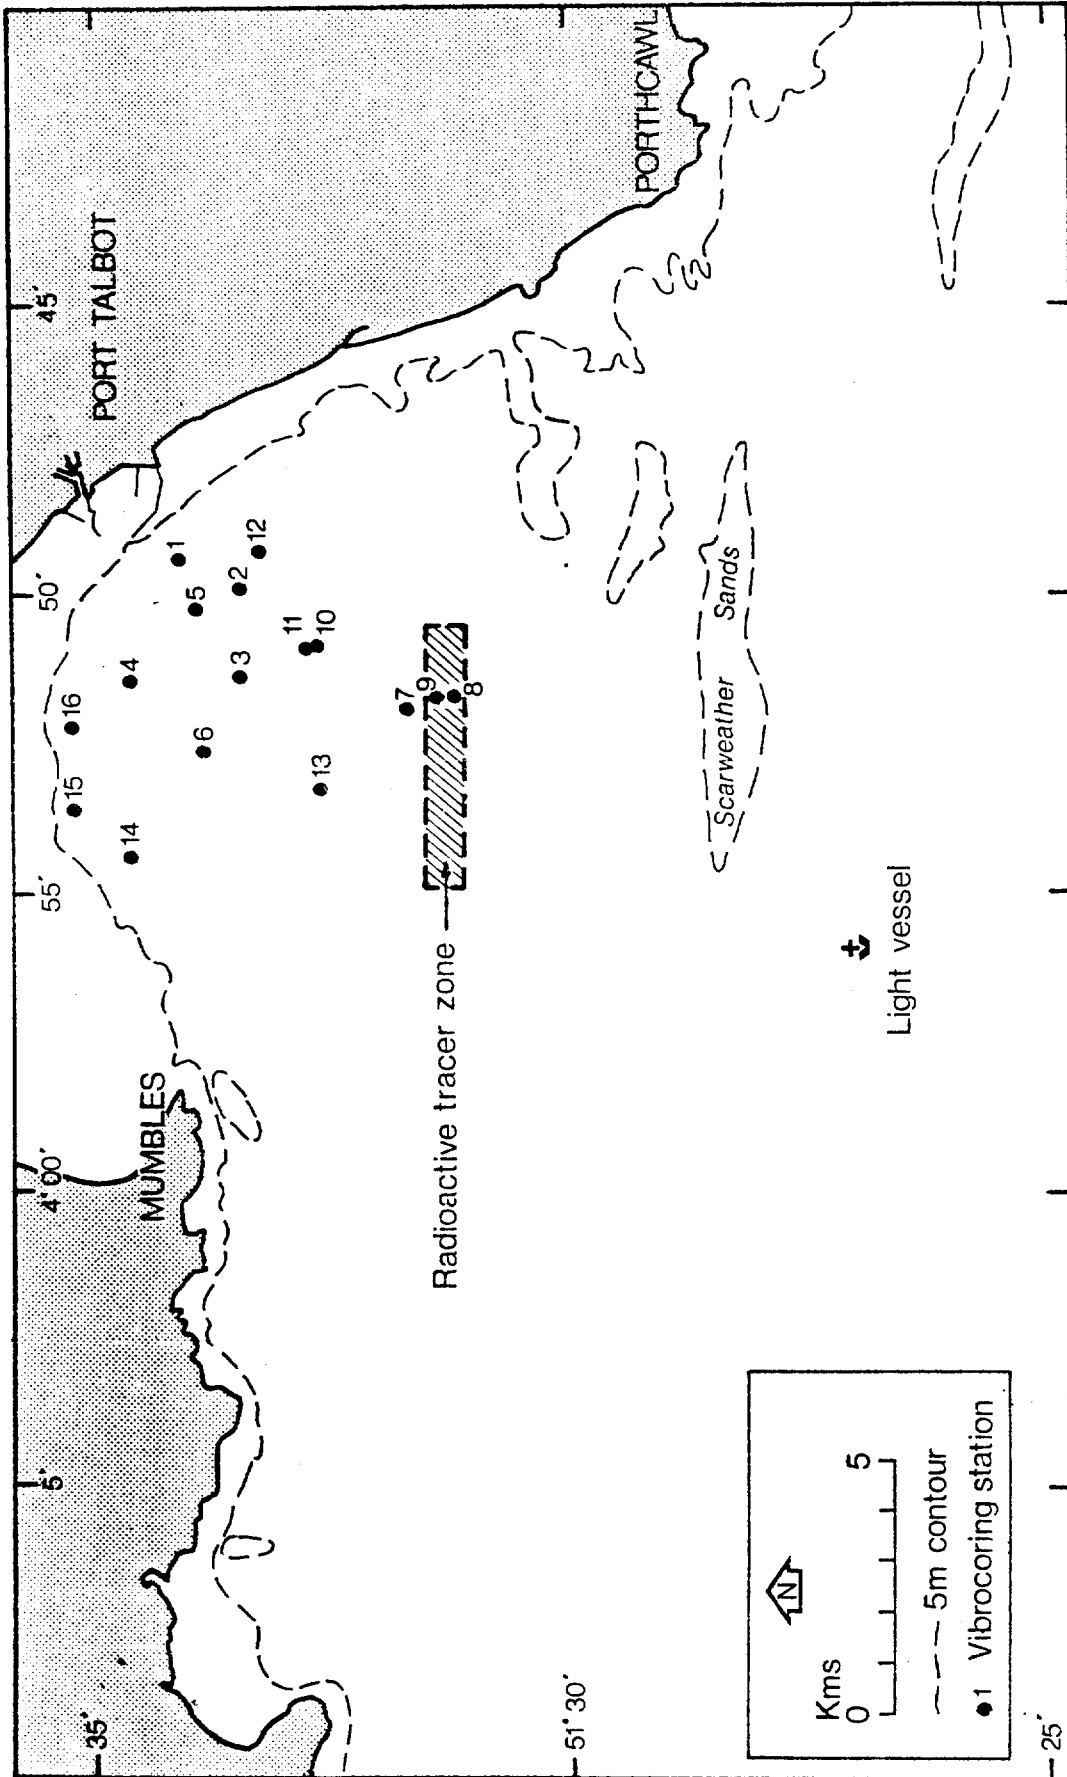 45'
50'
55'
4°00'
5'
35'
51° 30'
25'
PORT TALBOT
PORTHCAWL
MUMBLES
1
2
3
4
5
6
7
8
9
10
11
12
13
14
15
16
Radioactive tracer zone
Scarweather Sands
Light vessel
N
Kms
0 5
5m contour
1 Vibrocoring station